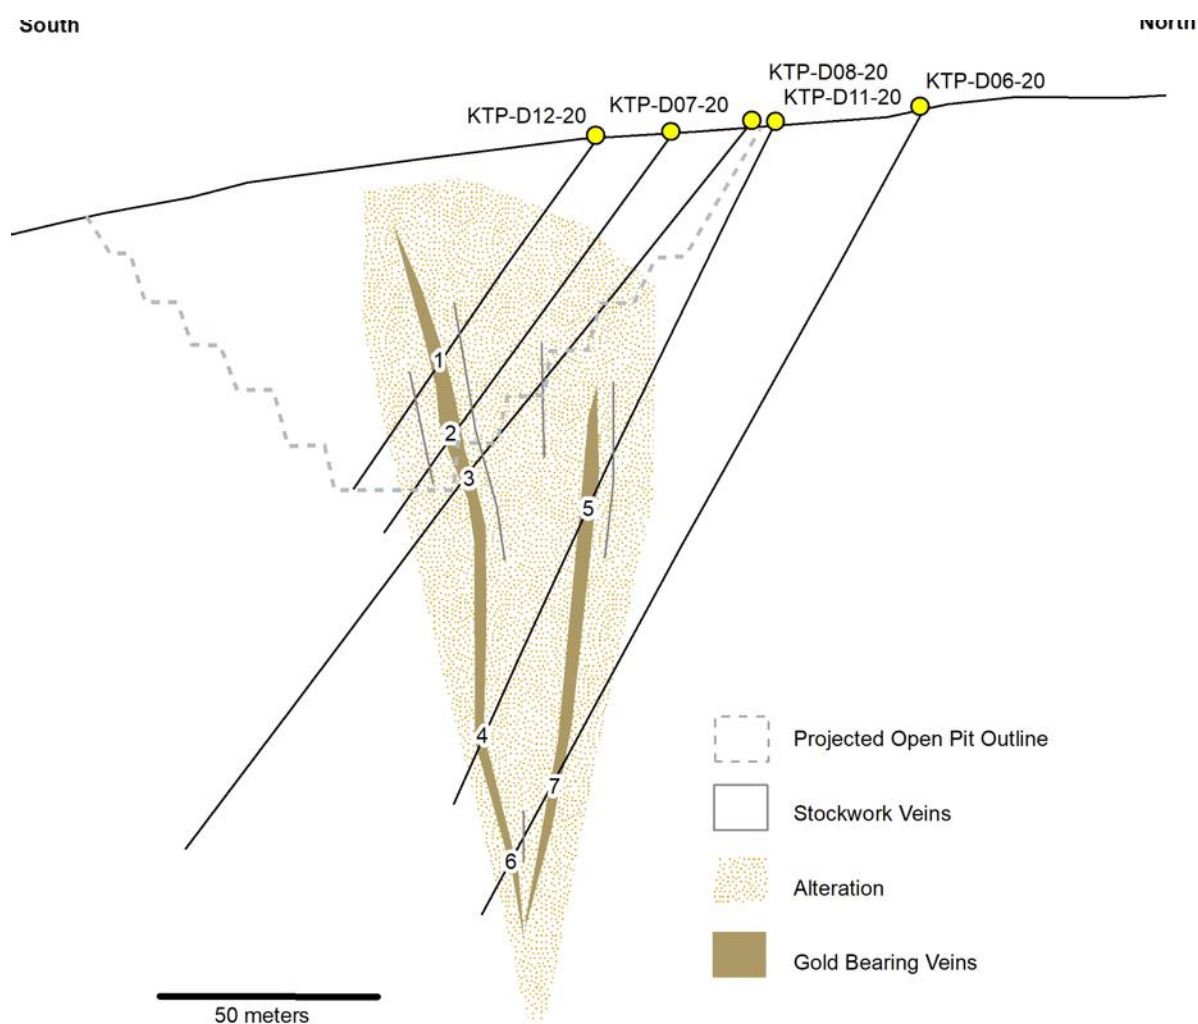 South
North
KTP-D08-20
KTP-D06-20
KTP-D12-20
KTP-D07-20
KTP-D11-20
1
2
3
5
4
7
6
Projected Open Pit Outline
Stockwork Veins
Alteration
Gold Bearing Veins
50 meters